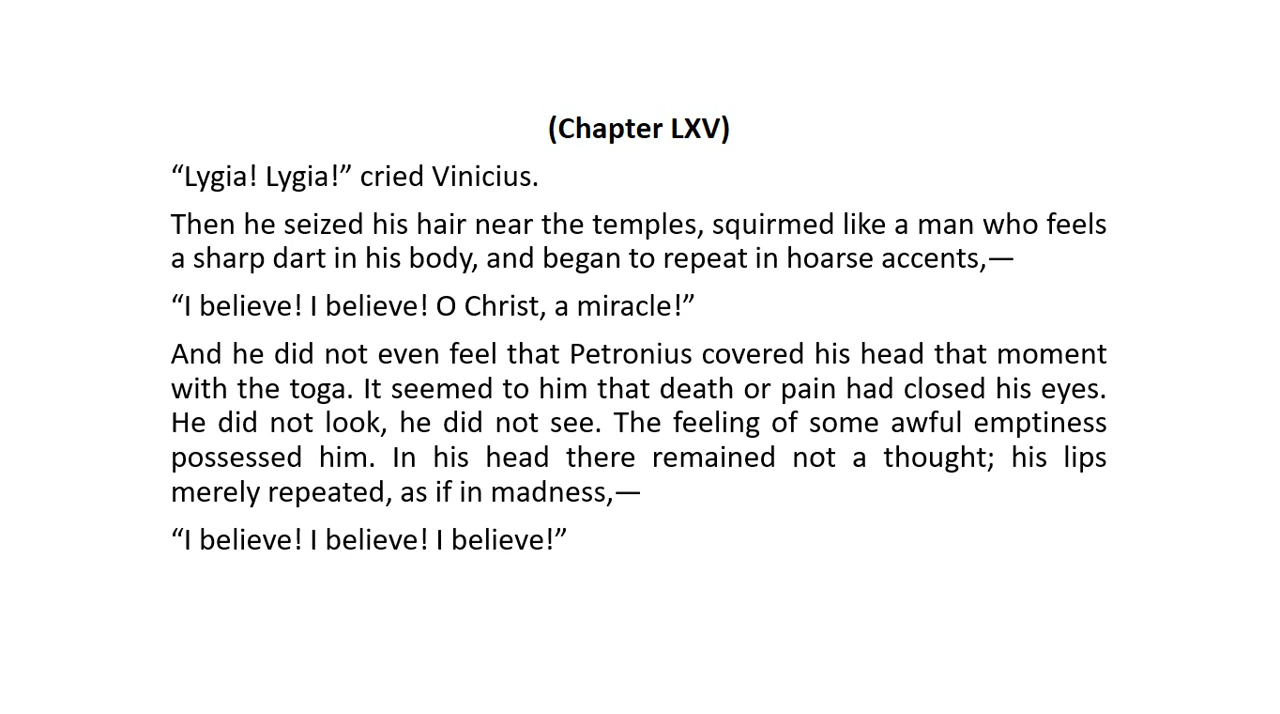 (Chapter LXV)
“Lygia! Lygia!” cried Vinicius.
Then he seized his hair near the temples, squirmed like a man who feels
a sharp dart in his body, and began to repeat in hoarse accents,—
“I believe! I believe! O Christ, a miracle!”
And he did not even feel that Petronius covered his head that moment
with the toga. It seemed to him that death or pain had closed his eyes.
He did not look, he did not see. The feeling of some awful emptiness
possessed him. In his head there remained not a thought; his lips
merely repeated, as if in madness,—
“I believe! I believe! I believe!”